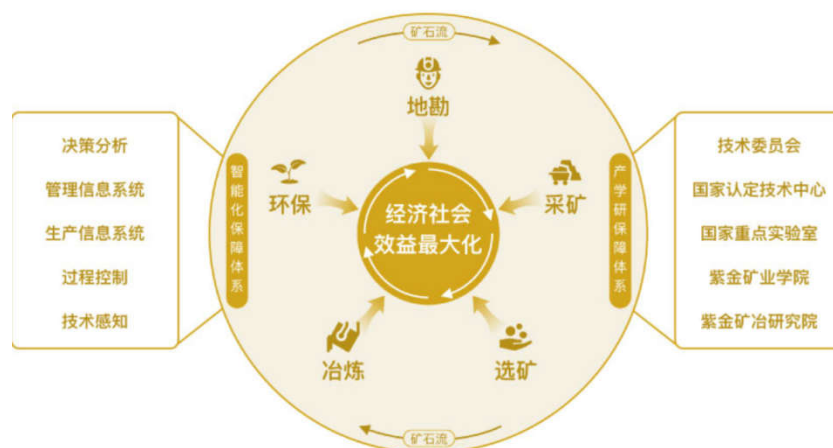 矿石流
地勘
决策分析
管理信息系统
生产信息系统
过程控制
技术感知
智能化保障体系
环保
经济社会
效益最大化
采矿
产学研保障体系
技术委员会
国家认定技术中心
国家重点实验室
紫金矿业学院
紫金矿冶研究院
冶炼
选矿
矿石流